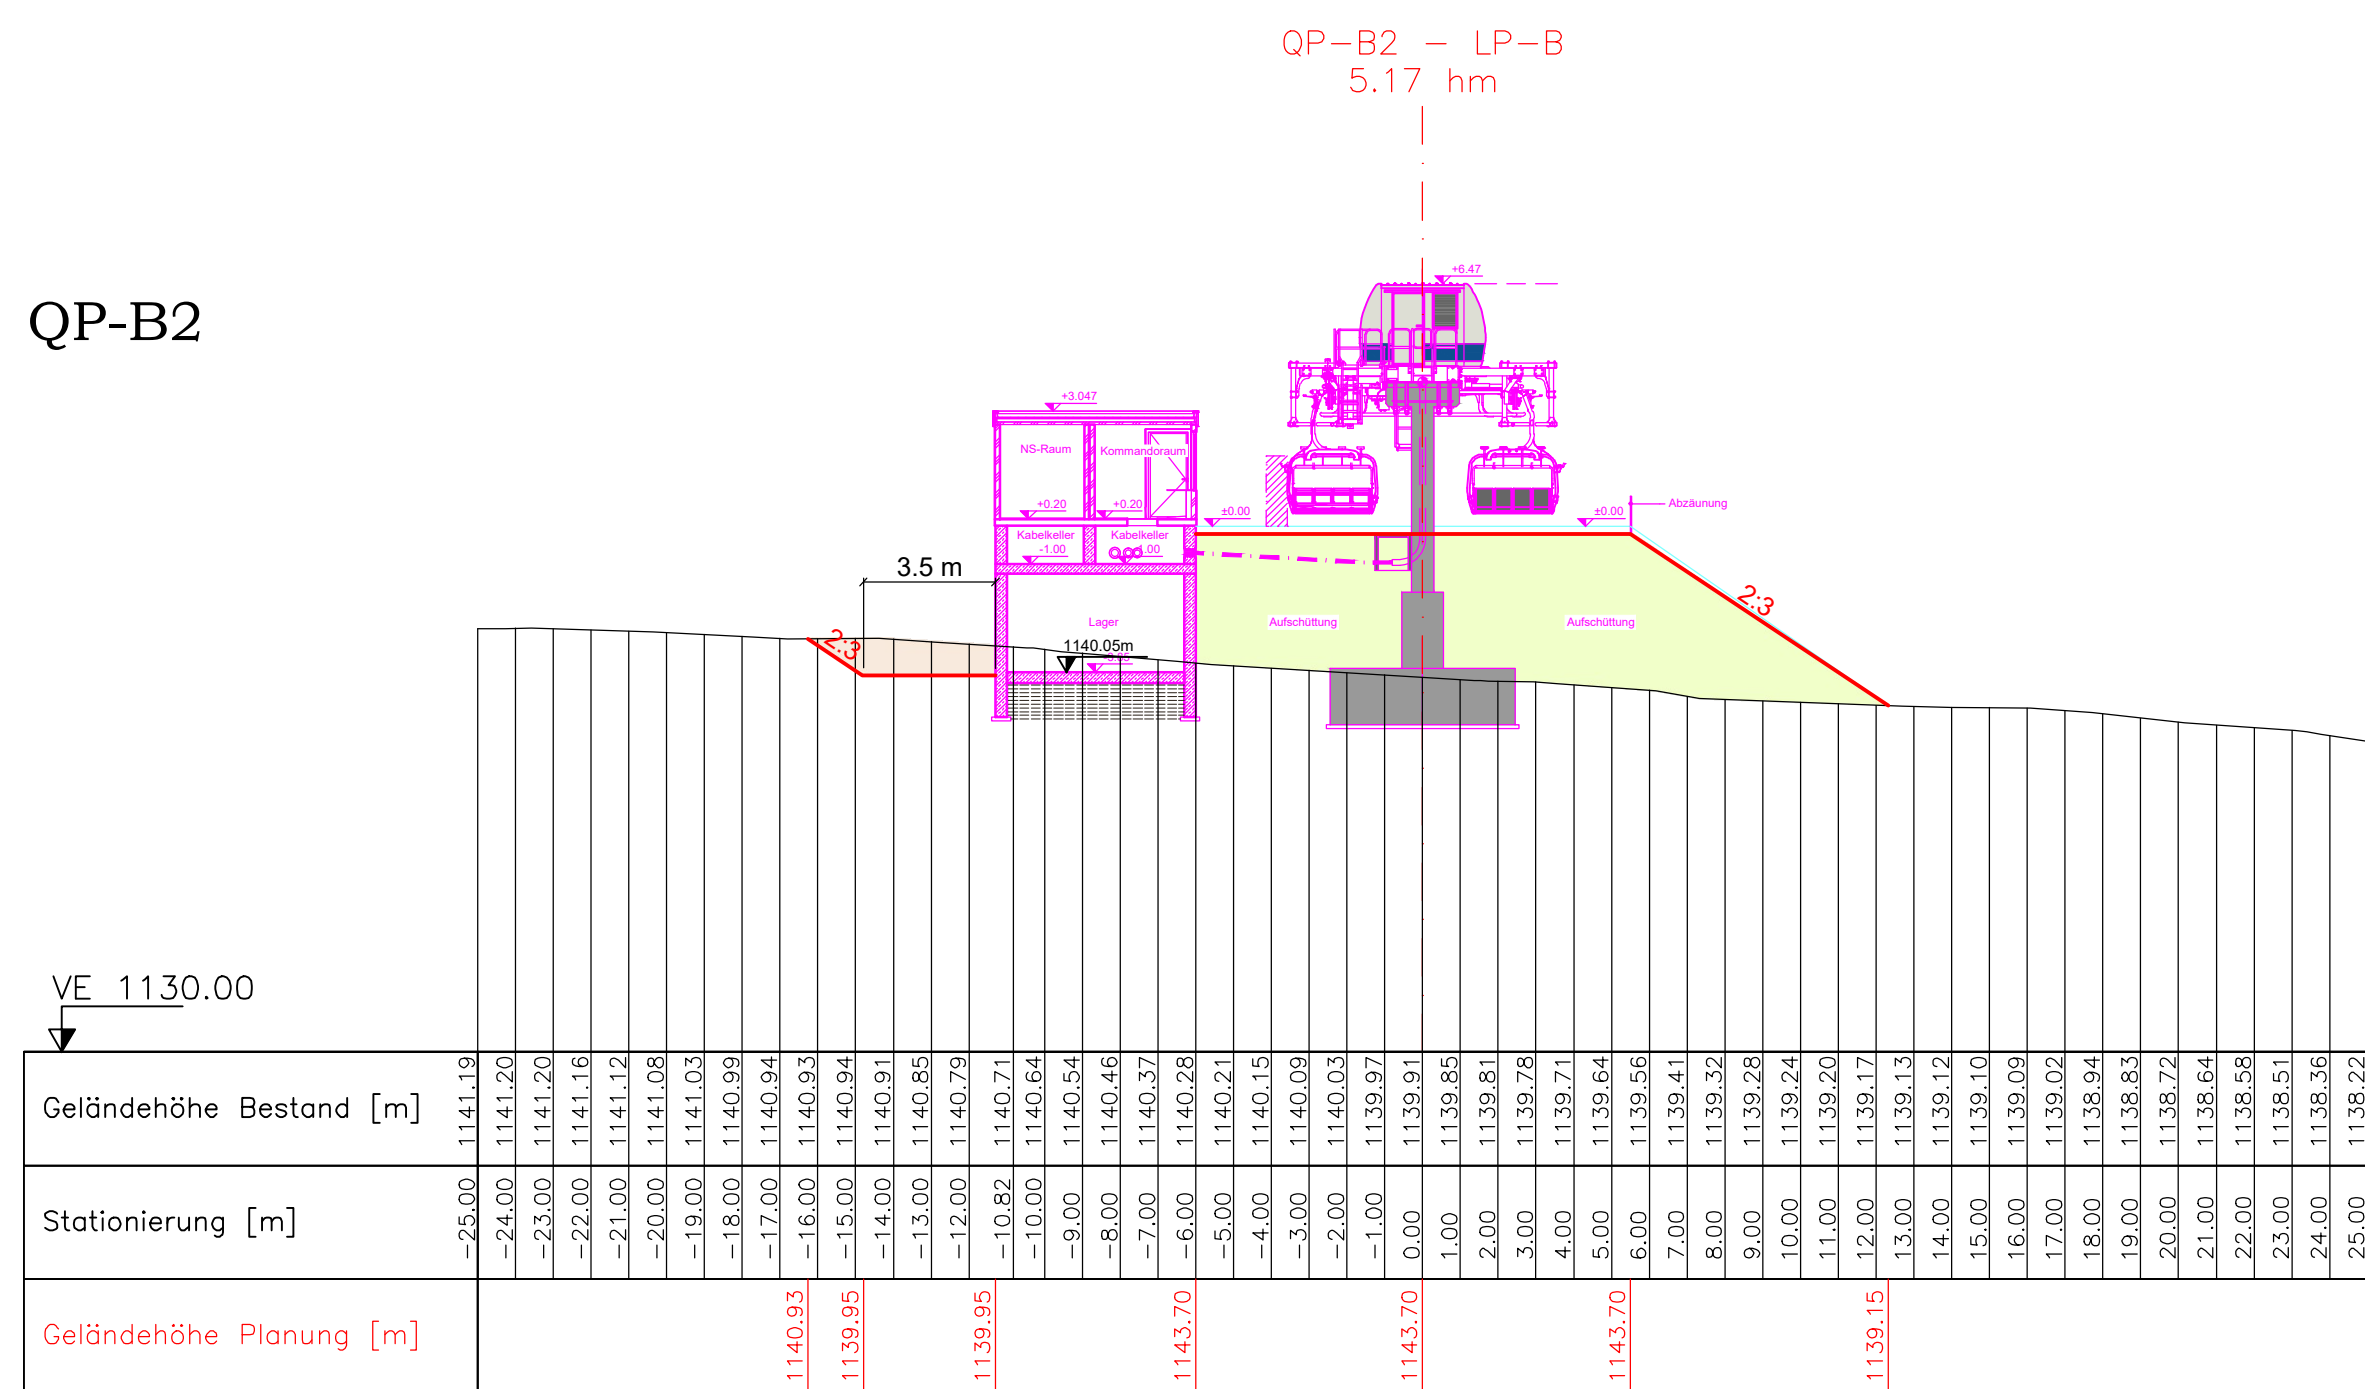 QP-B2 - LP-B
5.17 hm
QP-B2
+6.47
+3.047
NS-Raum
Kommandoraum
+0.20
+0.20
±0.00
±0.00
Abzäunung
Kabelkeller
Kabelkeller
-1.00
3.5 m
2:3
2:3
Lager
Aufschüttung
Aufschüttung
1140.05m
VE 1130.00
Geländehöhe Bestand [m]
1141.19 1141.20 1141.20 1141.16 1141.12 1141.08 1141.03 1140.99 1140.94 1140.93 1140.94 1140.91 1140.85 1140.79 1140.71 1140.64 1140.54 1140.46 1140.37 1140.28 1140.21 1140.15 1140.09 1140.03 1139.97 1139.91 1139.85 1139.81 1139.78 1139.71 1139.64 1139.56 1139.41 1139.32 1139.28 1139.24 1139.20 1139.17 1139.13 1139.12 1139.10 1139.09 1139.02 1138.94 1138.83 1138.72 1138.64 1138.58 1138.51 1138.36 1138.22
Stationierung [m]
-25.00 -24.00 -23.00 -22.00 -21.00 -20.00 -19.00 -18.00 -17.00 -16.00 -15.00 -14.00 -13.00 -12.00 -10.82 -10.00 -9.00 -8.00 -7.00 -6.00 -5.00 -4.00 -3.00 -2.00 -1.00 0.00 1.00 2.00 3.00 4.00 5.00 6.00 7.00 8.00 9.00 10.00 11.00 12.00 13.00 14.00 15.00 16.00 17.00 18.00 19.00 20.00 21.00 22.00 23.00 24.00 25.00
Geländehöhe Planung [m]
1140.93 1139.95 1139.95 1143.70 1143.70 1143.70 1139.15